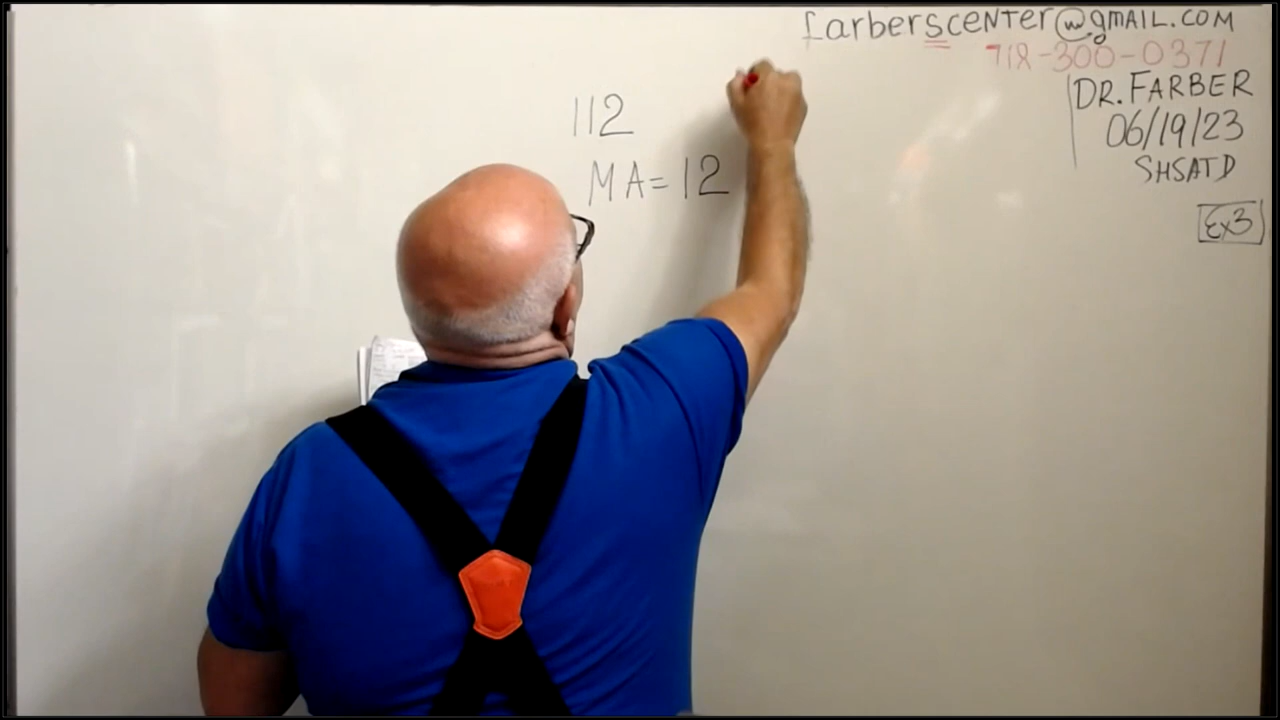 farberscenter@gmail.com
718-300-0371
DR. FARBER
06/19/23
SHSATD
Ex3
112
MA=12